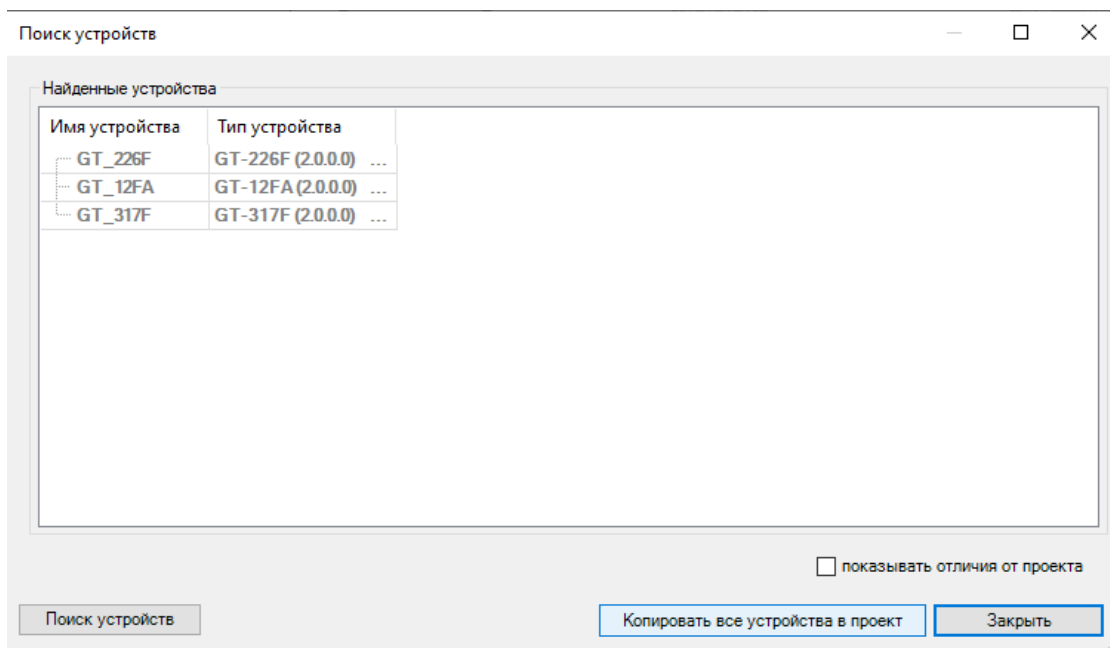 Поиск устройств
Найденные устройства
Имя устройства Тип устройства
GT_226F GT-226F (2.0.0.0) ...
GT_12FA GT-12FA (2.0.0.0) ...
GT_317F GT-317F (2.0.0.0) ...
показывать отличия от проекта
Поиск устройств Копировать все устройства в проект Закрыть